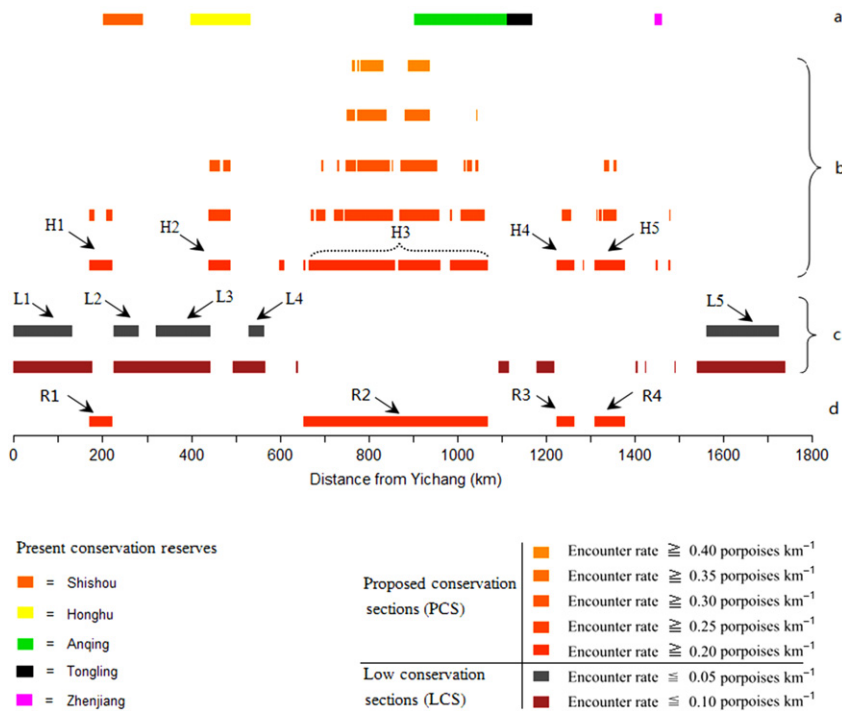 a
b
H1
H2
H3
H4
H5
L1
L2
L3
L4
L5
c
R1
R2
R3
R4
d
0 200 400 600 800 1000 1200 1400 1600 1800
Distance from Yichang (km)
Present conservation reserves
= Shishou
= Honghu
= Anqing
= Tongling
= Zhenjiang
Proposed conservation
sections (PCS)
Encounter rate ≧ 0.40 porpoises km⁻¹
Encounter rate ≧ 0.35 porpoises km⁻¹
Encounter rate ≧ 0.30 porpoises km⁻¹
Encounter rate ≧ 0.25 porpoises km⁻¹
Encounter rate ≧ 0.20 porpoises km⁻¹
Low conservation
sections (LCS)
Encounter rate ≦ 0.05 porpoises km⁻¹
Encounter rate ≦ 0.10 porpoises km⁻¹